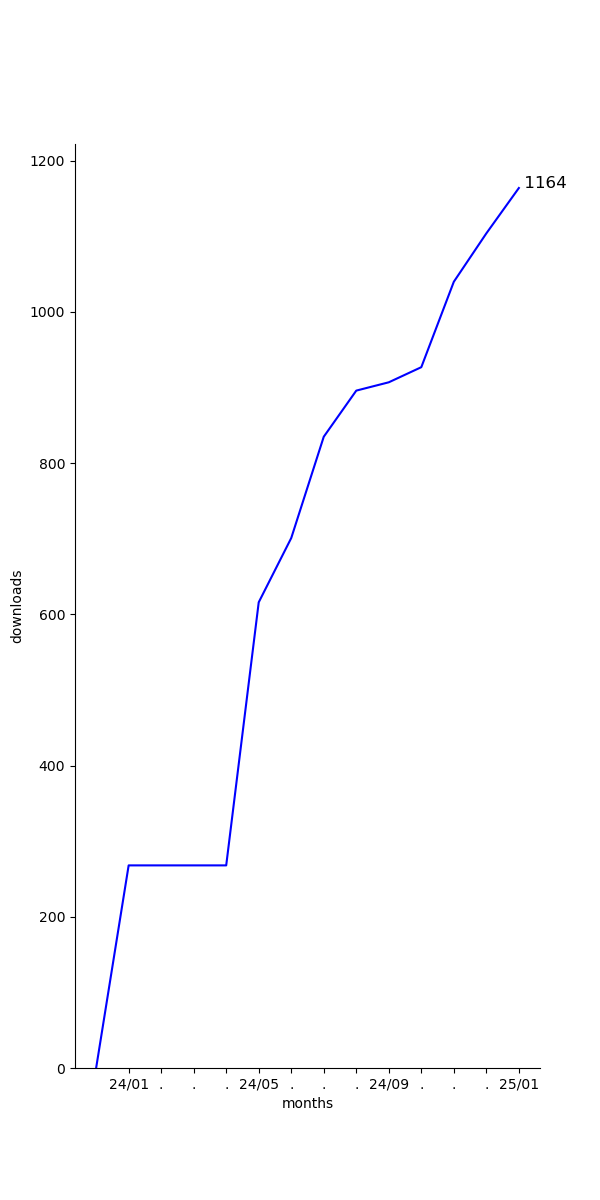 1164
1200
1000
800
600
400
200
0
downloads
24/01 . . . 24/05 . . . 24/09 . . . 25/01
months